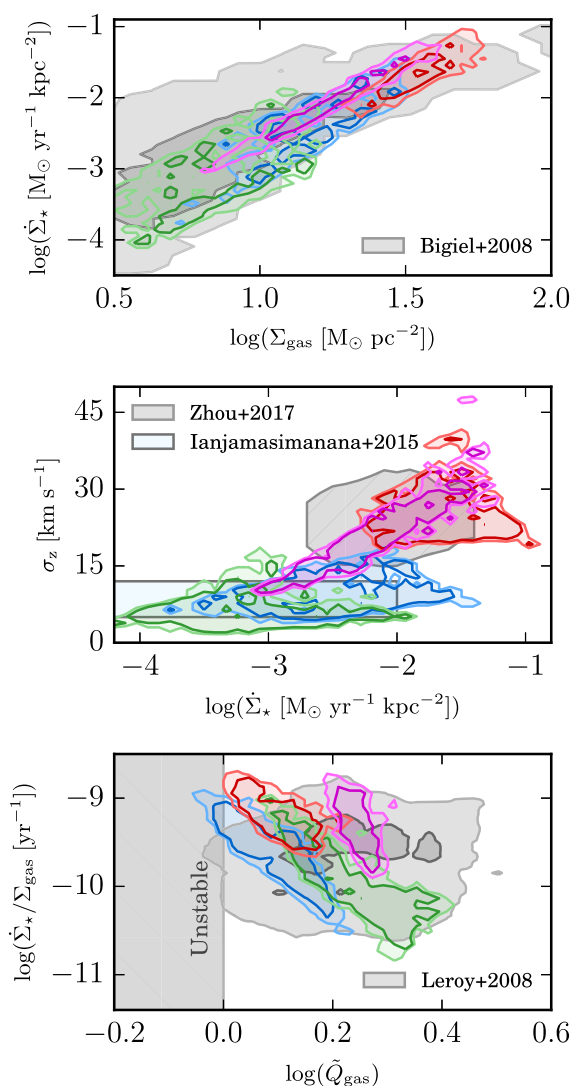 −1
−2
−3
−4
log(Σ̇⋆ [M⊙ yr⁻¹ kpc⁻²])
Bigiel+2008
0.5 1.0 1.5 2.0
log(Σgas [M⊙ pc⁻²])
45
30
15
0
σz [km s⁻¹]
Zhou+2017
Ianjamasimanana+2015
−4 −3 −2 −1
log(Σ̇⋆ [M⊙ yr⁻¹ kpc⁻²])
−9
−10
−11
log(Σ̇⋆/Σgas [yr⁻¹])
Unstable
Leroy+2008
−0.2 0.0 0.2 0.4 0.6
log(Q̃gas)